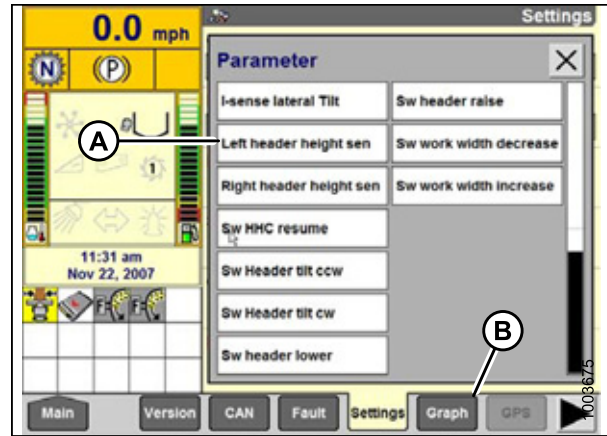 0.0 mph
Settings
N
(P)
Parameter
I-sense lateral Tilt
Sw header raise
A
Left header height sen
Sw work width decrease
1
Right header height sen
Sw work width increase
Sw HHC resume
11:31 am
Nov 22, 2007
Sw Header tilt ccw
F
F
Sw Header tilt cw
B
Sw header lower
1003675
Main
Version
CAN
Fault
Settings
Graph
GPS